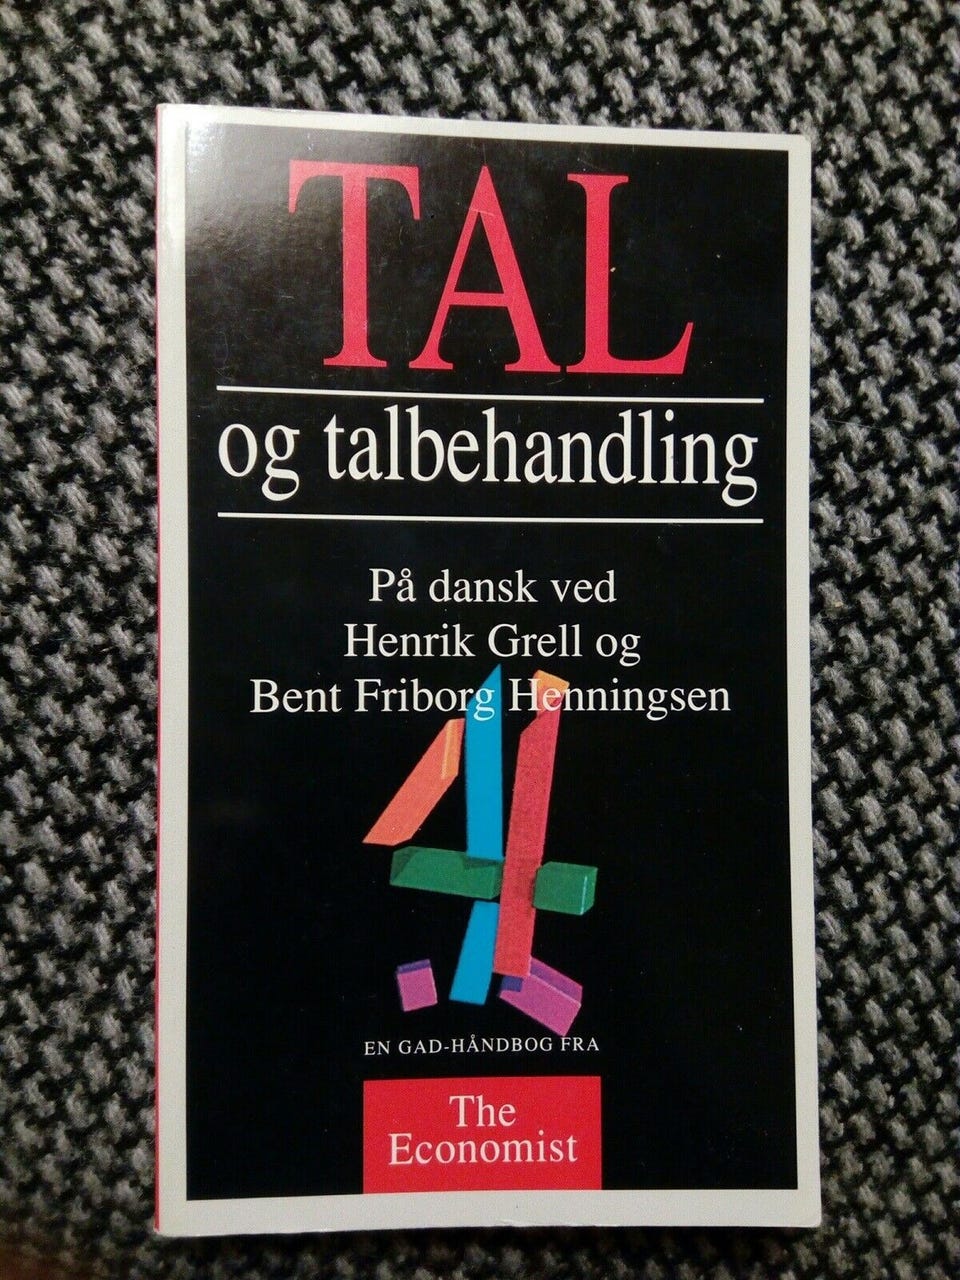 TAL
og talbehandling
På dansk ved
Henrik Grell og
Bent Friborg Henningsen
EN GAD-HÅNDBOG FRA
The
Economist